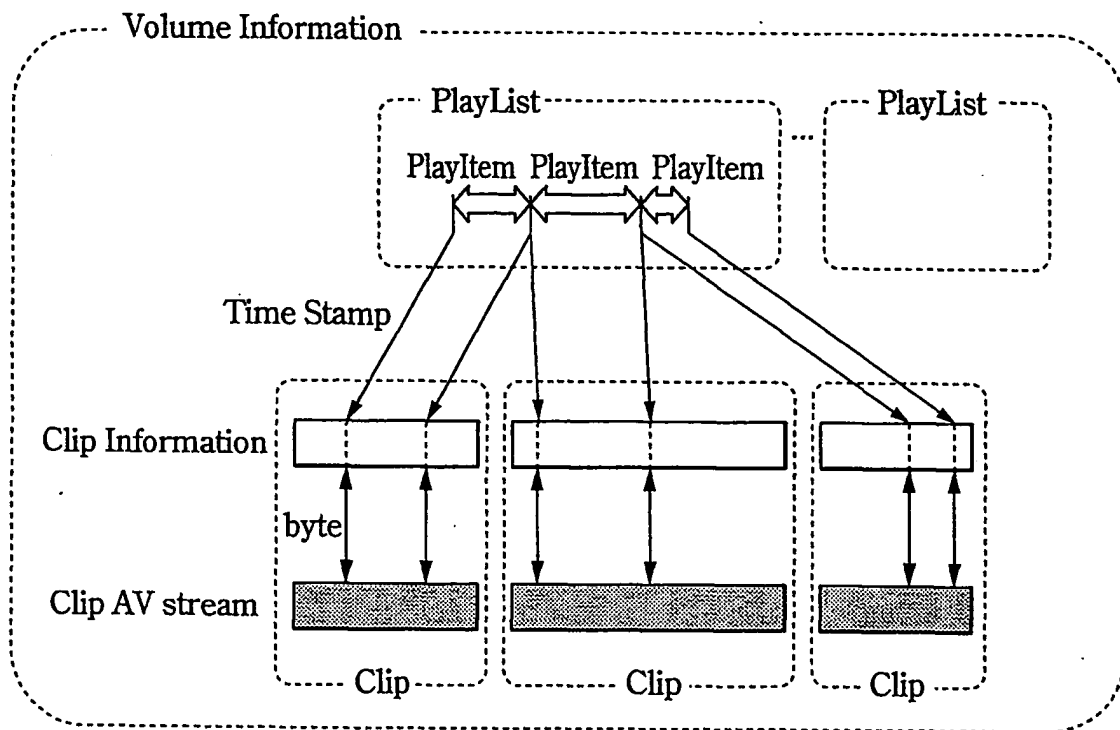 Volume Information
PlayList
PlayList
...
PlayItem PlayItem PlayItem
Time Stamp
Clip Information
byte
Clip AV stream
Clip
Clip
Clip